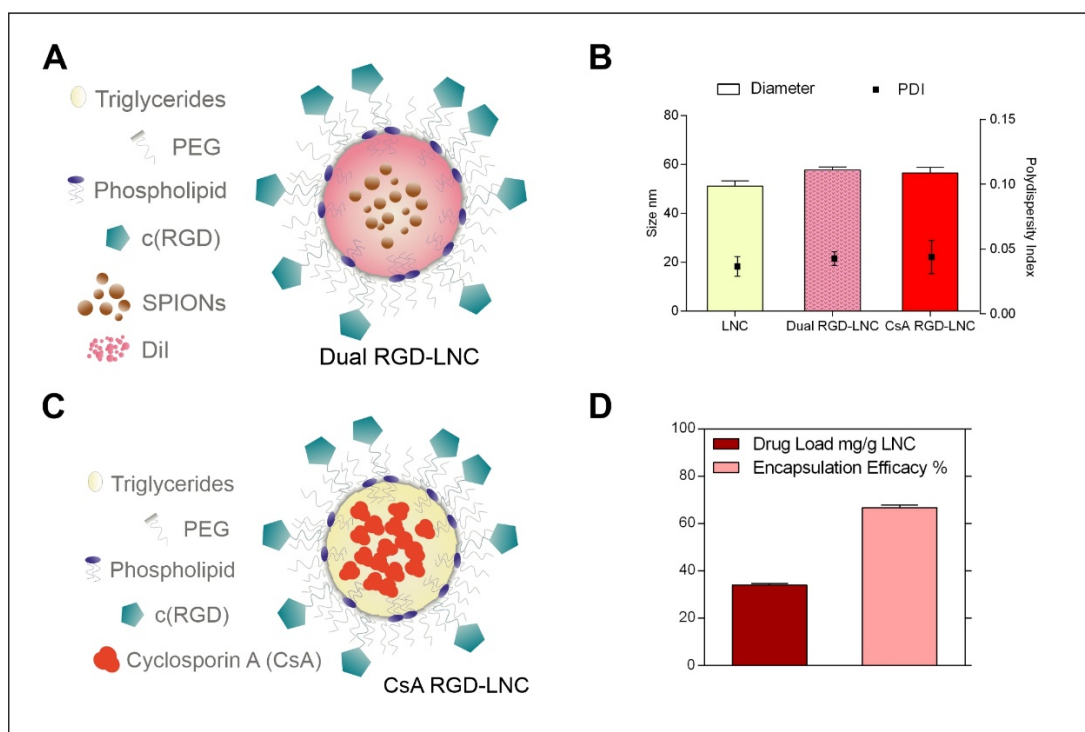 A
Triglycerides
PEG
Phospholipid
c(RGD)
SPIONs
Dil
Dual RGD-LNC
B
Diameter
PDI
80
60
40
20
0
Size nm
0.15
0.10
0.05
0.00
Polydispersity Index
LNC
Dual RGD-LNC
CsA RGD-LNC
C
Triglycerides
PEG
Phospholipid
c(RGD)
Cyclosporin A (CsA)
CsA RGD-LNC
D
100
80
60
40
20
0
Drug Load mg/g LNC
Encapsulation Efficacy %